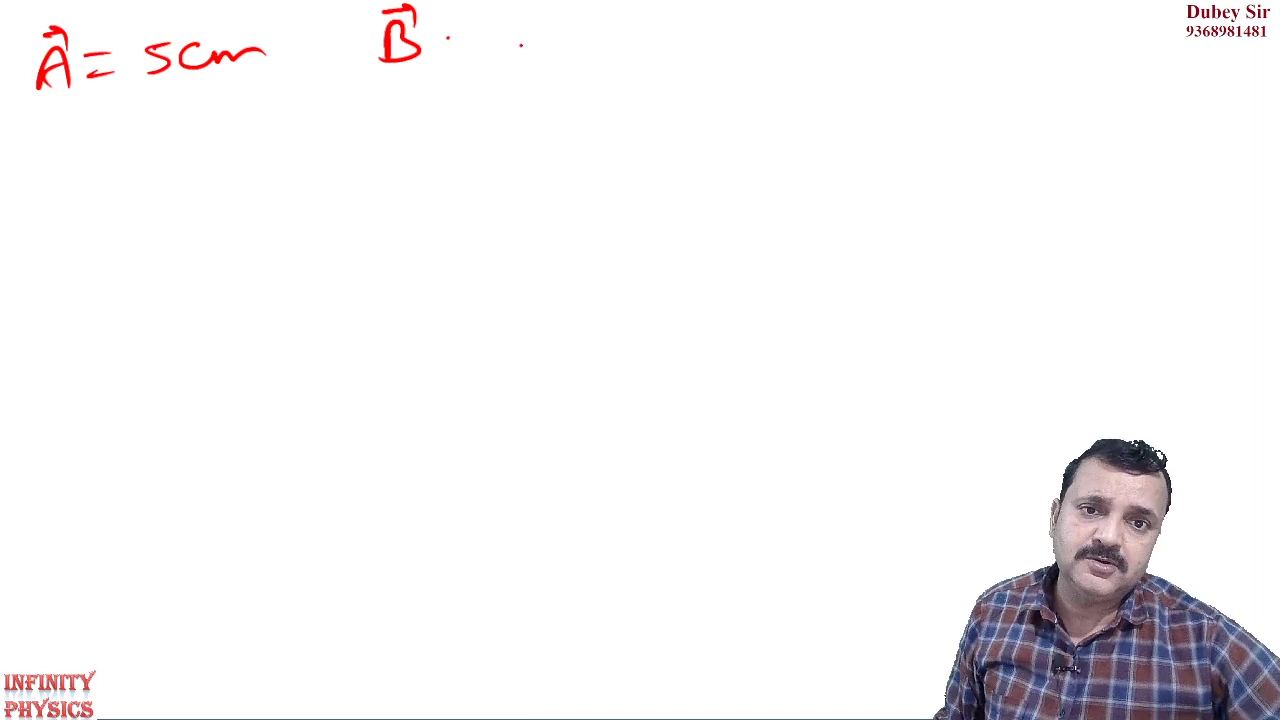 Dubey Sir
9368981481
A⃗ = 5cm B⃗
INFINITY
PHYSICS